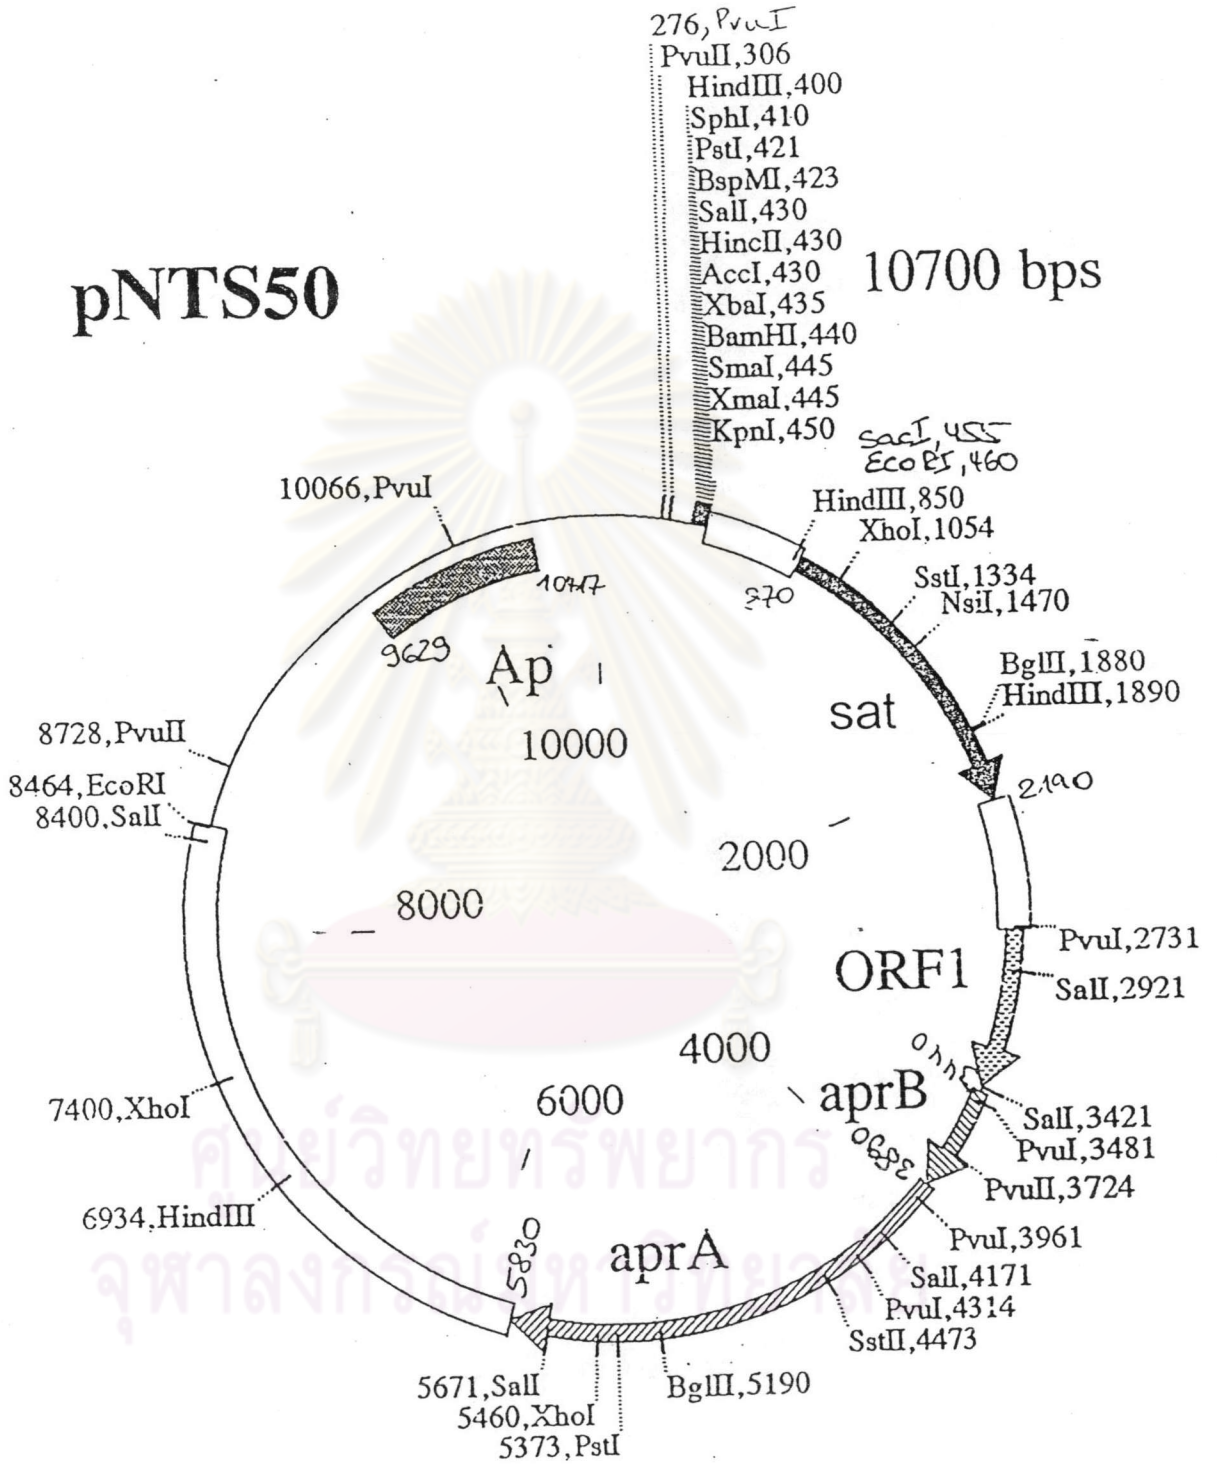 276, PvuI
PvuII,306
HindIII,400
SphI,410
PstI,421
BspMI,423
SalI,430
HincII,430
AccI,430
XbaI,435
BamHI,440
SmaI,445
XmaI,445
KpnI,450
pNTS50
10700 bps
SacI,455
EcoRI,460
HindIII,850
XhoI,1054
SstI,1334
NsiI,1470
BglII,1880
HindIII,1890
2190
PvuI,2731
SalI,2921
SalI,3421
PvuI,3481
PvuII,3724
PvuI,3961
SalI,4171
PvuI,4314
SstII,4473
BglII,5190
5373,PstI
5460,XhoI
5671,SalI
6934,HindIII
7400,XhoI
8400,SalI
8464,EcoRI
8728,PvuII
10066,PvuI
10417
9629
Ap
10000
sat
2000
8000
ORF1
4000
aprB
6000
3890
aprA
5830
ศูนย์วิทยทรัพยากร
จุฬาลงกรณ์มหาวิทยาลัย